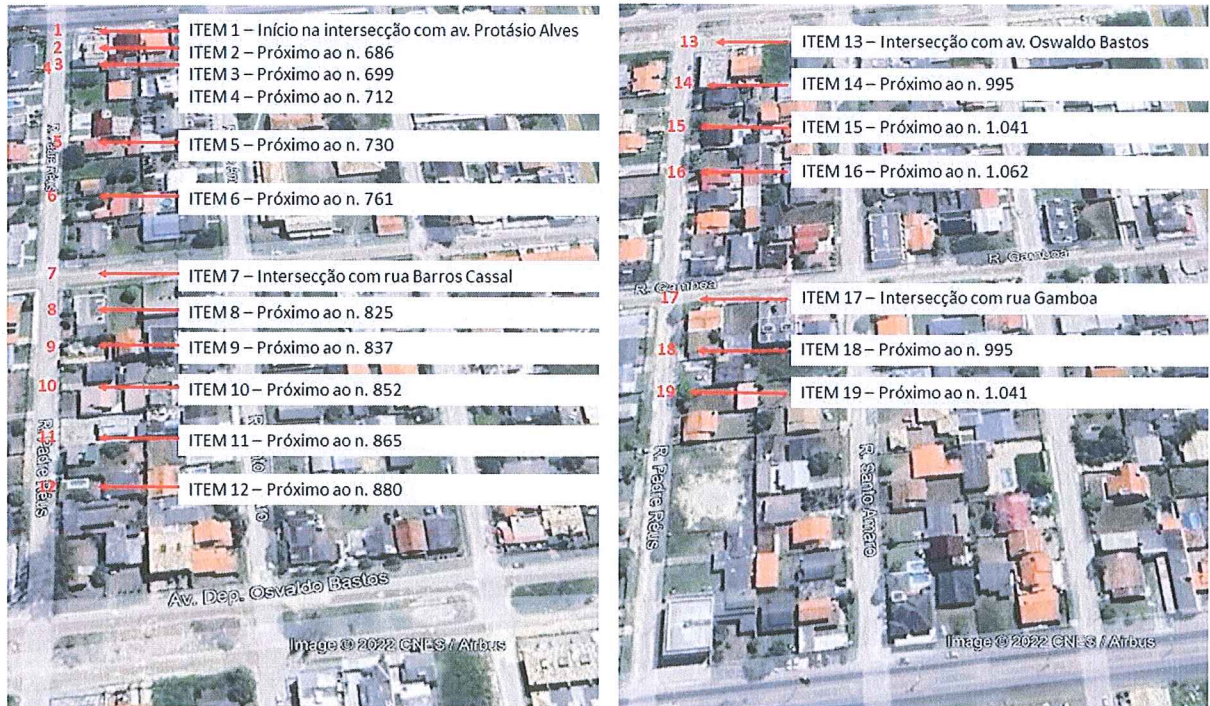 1
2
3
4
5
6
7
8
9
10
11
12
ITEM 1 – Início na intersecção com av. Protásio Alves
ITEM 2 – Próximo ao n. 686
ITEM 3 – Próximo ao n. 699
ITEM 4 – Próximo ao n. 712
ITEM 5 – Próximo ao n. 730
ITEM 6 – Próximo ao n. 761
ITEM 7 – Intersecção com rua Barros Cassal
ITEM 8 – Próximo ao n. 825
ITEM 9 – Próximo ao n. 837
ITEM 10 – Próximo ao n. 852
ITEM 11 – Próximo ao n. 865
ITEM 12 – Próximo ao n. 880
R. Padre Réus
R. Padre Réus
Av. Dep. Osvaldo Bastos
Image © 2022 CNES / Airbus
13
14
15
16
17
18
19
ITEM 13 – Intersecção com av. Oswaldo Bastos
ITEM 14 – Próximo ao n. 995
ITEM 15 – Próximo ao n. 1.041
ITEM 16 – Próximo ao n. 1.062
R. Gamboa
R. Gamboa
ITEM 17 – Intersecção com rua Gamboa
ITEM 18 – Próximo ao n. 995
ITEM 19 – Próximo ao n. 1.041
R. Padre Réus
R. Santo Amaro
Image © 2022 CNES / Airbus